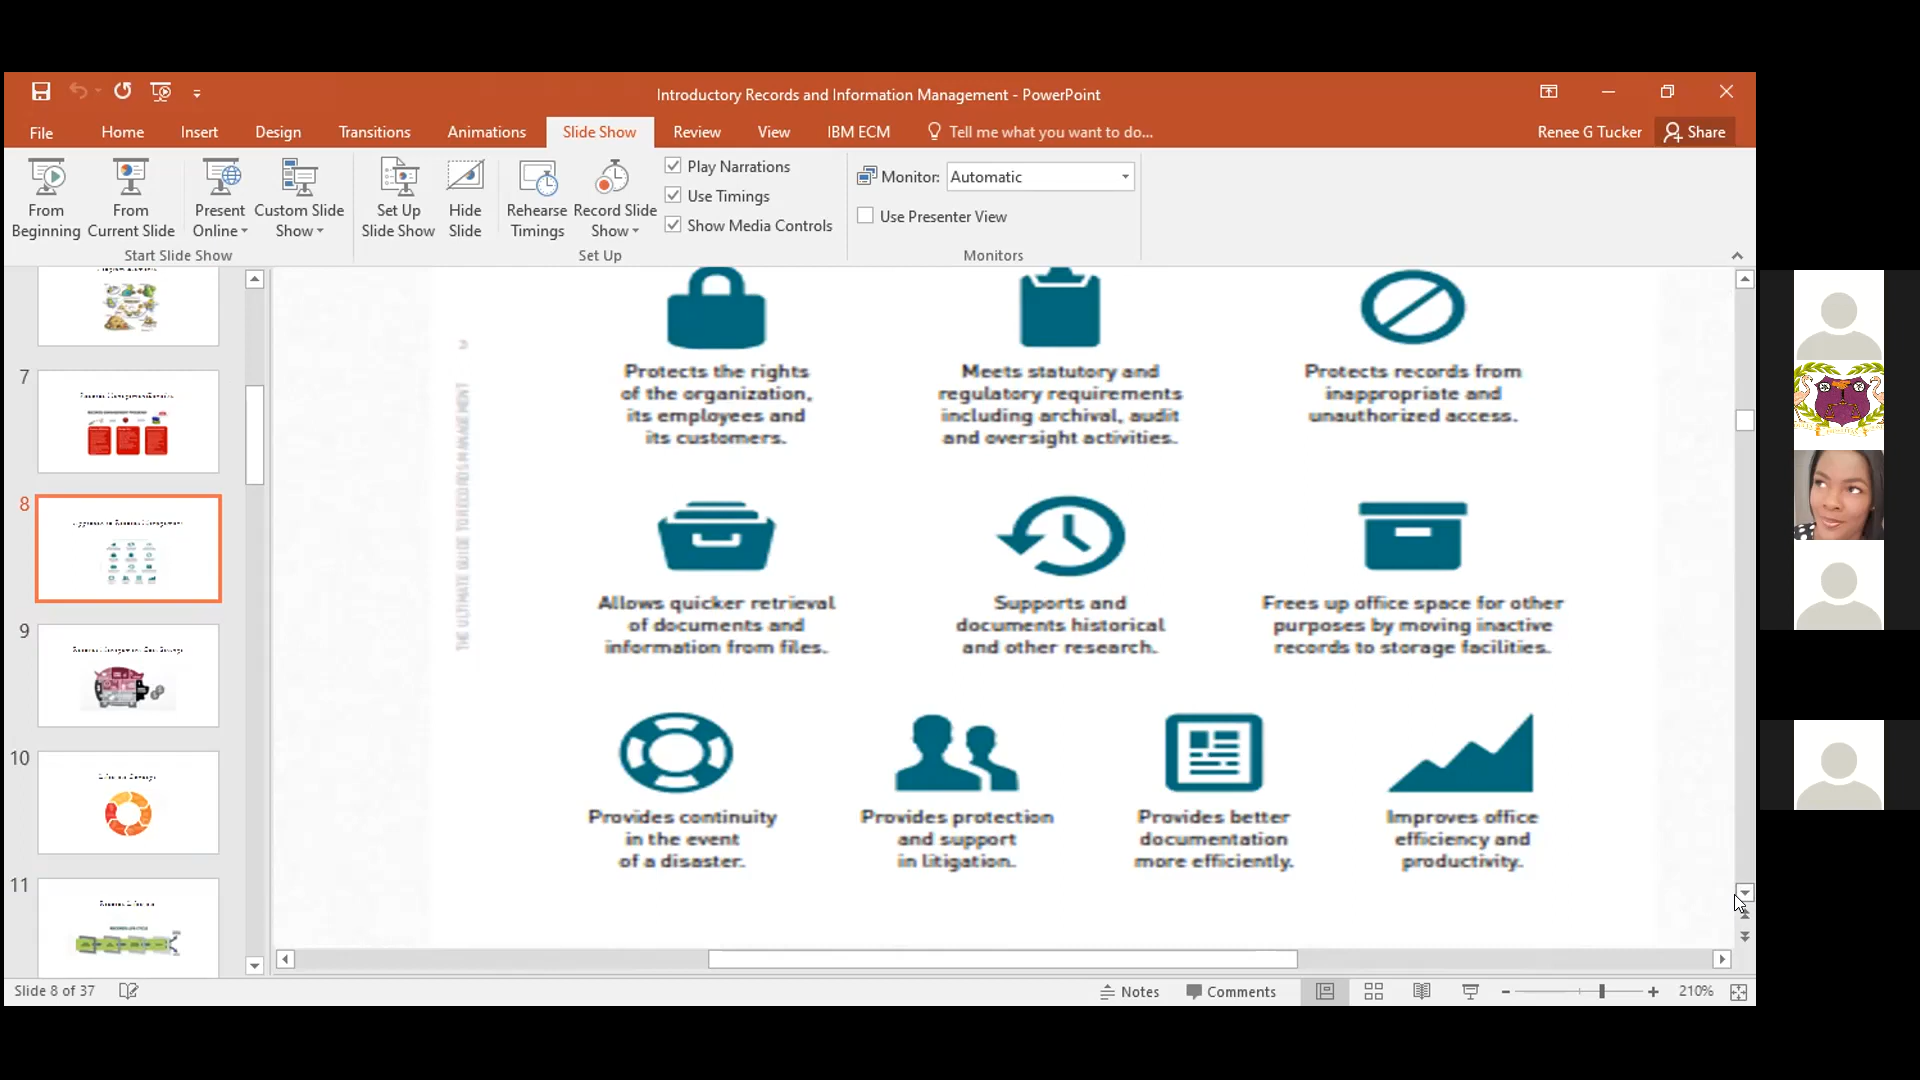 Introductory Records and Information Management - PowerPoint
File Home Insert Design Transitions Animations Slide Show Review View IBM ECM Tell me what you want to do... Renee G Tucker Share
From Beginning
From Current Slide
Present Online
Custom Slide Show
Set Up Slide Show
Hide Slide
Rehearse Timings
Record Slide Show
Play Narrations
Use Timings
Show Media Controls
Monitor: Automatic
Use Presenter View
Start Slide Show
Set Up
Monitors
7
8
9
10
11
THE ULTIMATE GUIDE TO RECORDS MANAGEMENT
Protects the rights
of the organization,
its employees and
its customers.
Meets statutory and
regulatory requirements
including archival, audit
and oversight activities.
Protects records from
inappropriate and
unauthorized access.
Allows quicker retrieval
of documents and
information from files.
Supports and
documents historical
and other research.
Frees up office space for other
purposes by moving inactive
records to storage facilities.
Provides continuity
in the event
of a disaster.
Provides protection
and support
in litigation.
Provides better
documentation
more efficiently.
Improves office
efficiency and
productivity.
Slide 8 of 37
Notes
Comments
210%